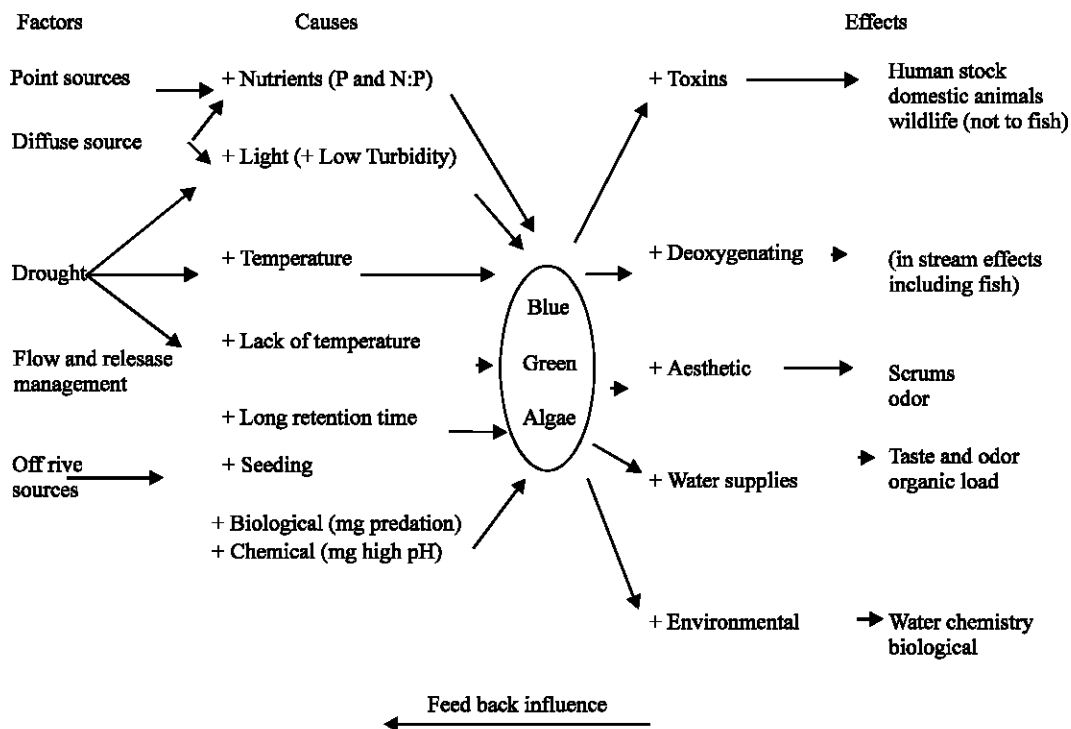 Factors
Causes
Effects
Point sources
Diffuse source
Drought
Flow and relesase
management
Off rive
sources
+ Nutrients (P and N:P)
+ Light (+ Low Turbidity)
+ Temperature
+ Lack of temperature
+ Long retention time
+ Seeding
+ Biological (mg predation)
+ Chemical (mg high pH)
Blue
Green
Algae
+ Toxins
+ Deoxygenating
+ Aesthetic
+ Water supplies
+ Environmental
Human stock
domestic animals
wildlife (not to fish)
(in stream effects
including fish)
Scrums
odor
Taste and odor
organic load
Water chemistry
biological
Feed back influence